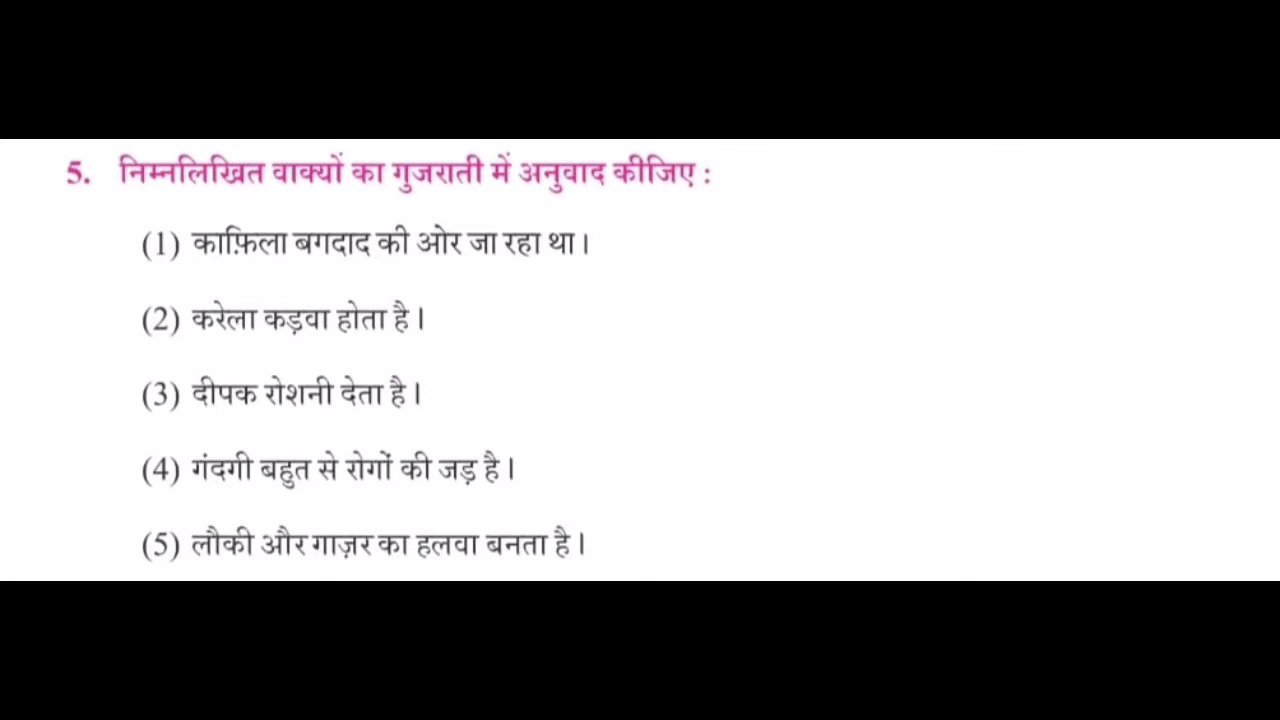 5. निम्नलिखित वाक्यों का गुजराती में अनुवाद कीजिए :
(1) काफ़िला बगदाद की ओर जा रहा था।
(2) करेला कड़वा होता है।
(3) दीपक रोशनी देता है।
(4) गंदगी बहुत से रोगों की जड़ है।
(5) लौकी और गाज़र का हलवा बनता है।